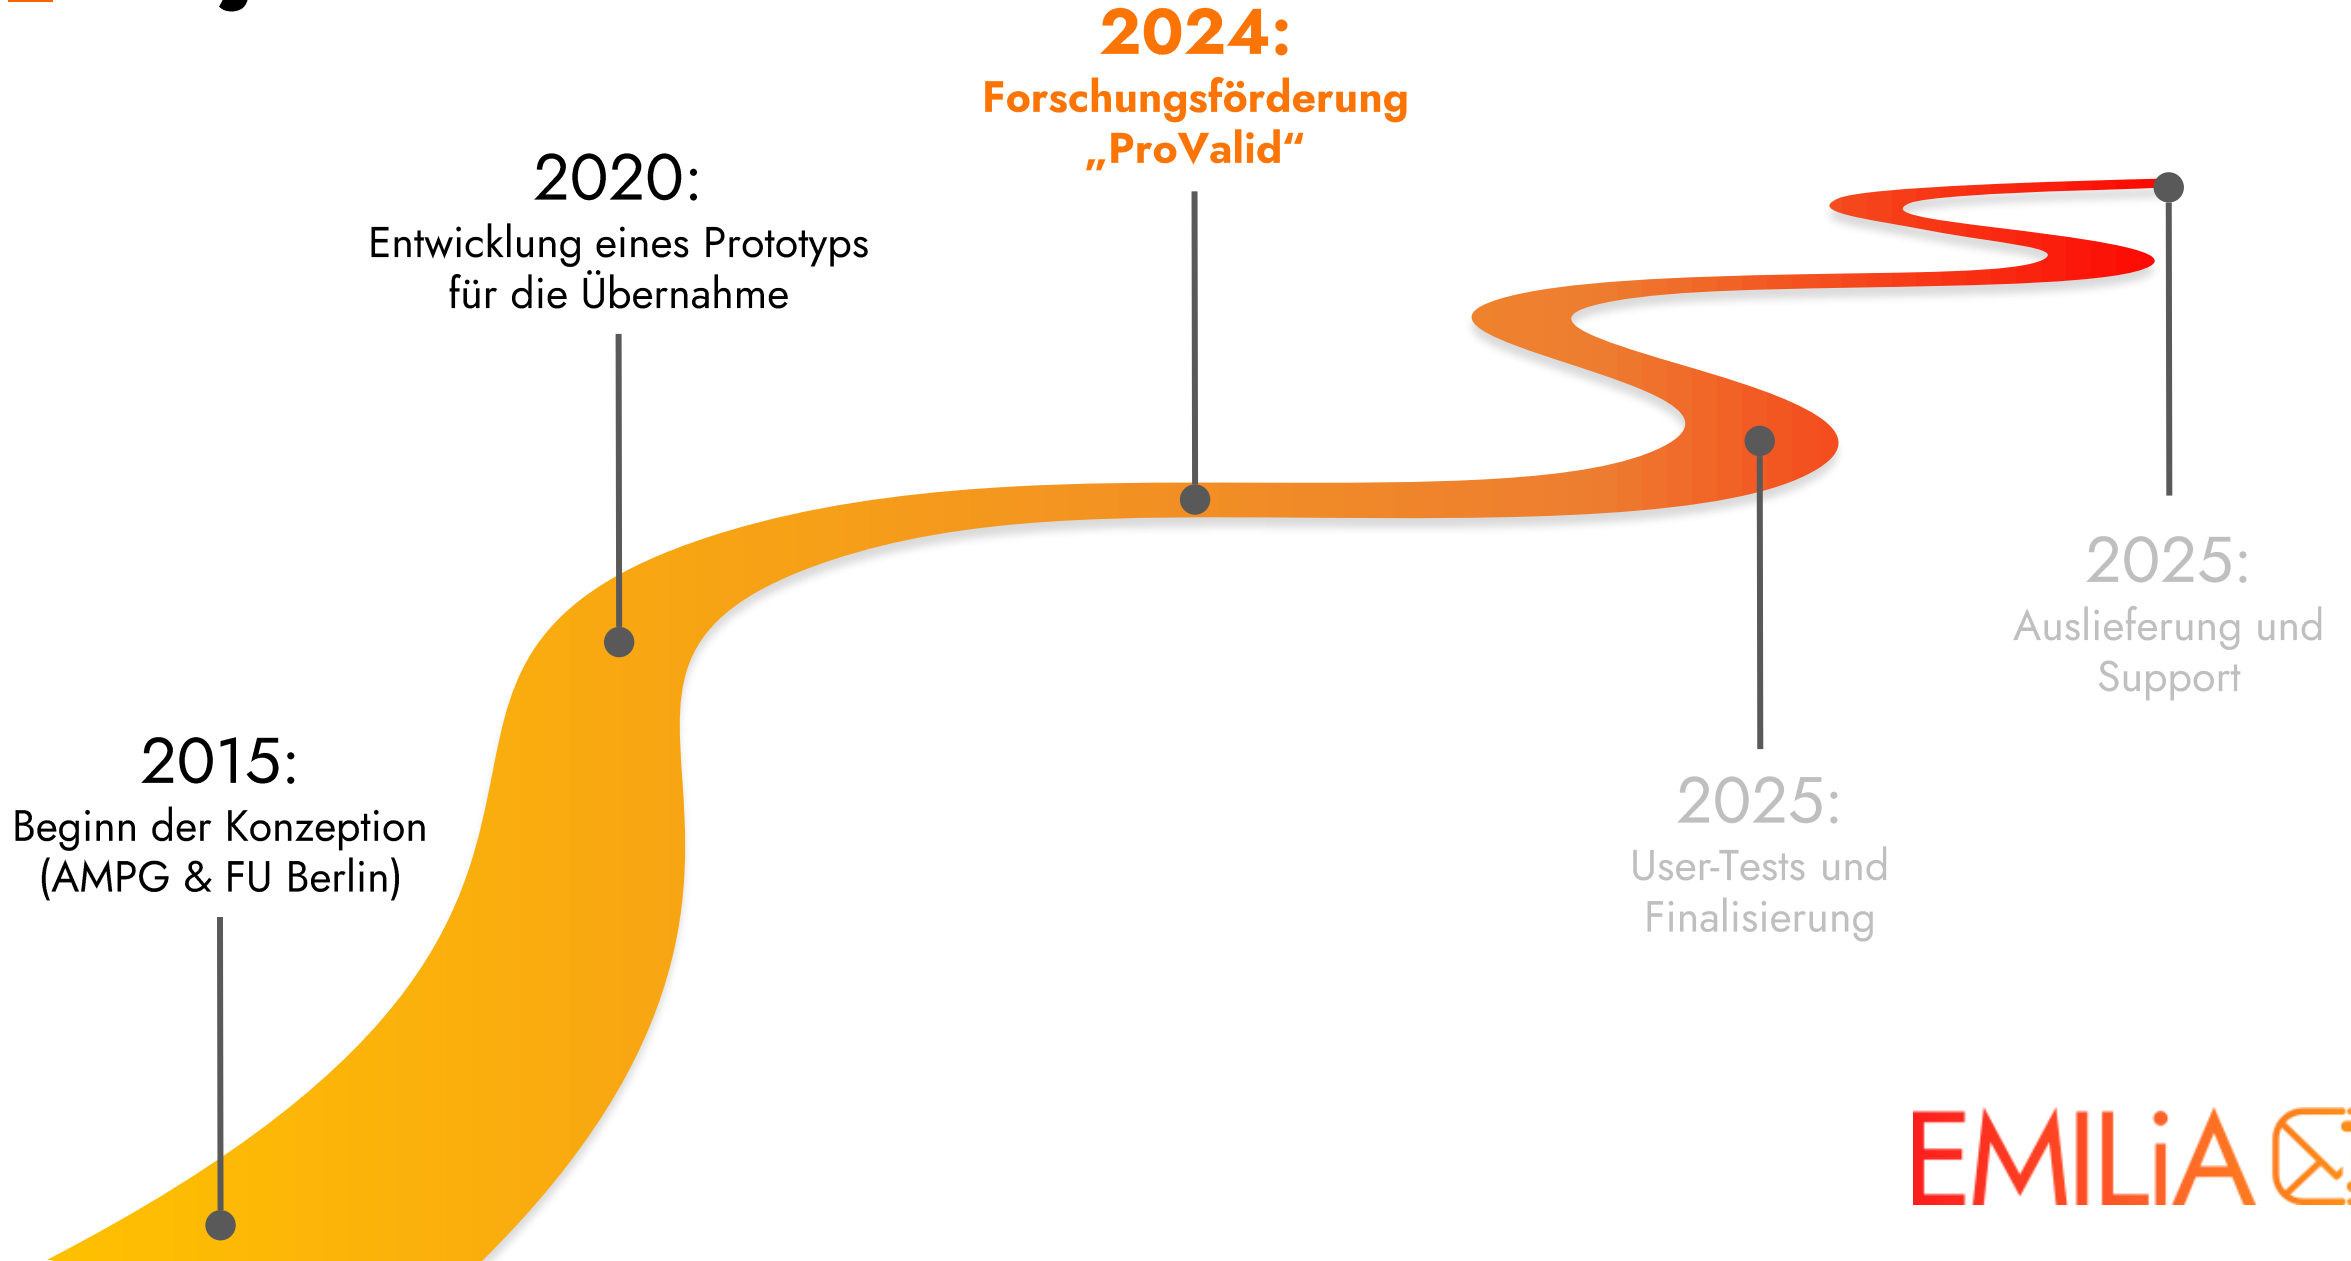 2015:
Beginn der Konzeption
(AMPG & FU Berlin)
2020:
Entwicklung eines Prototyps
für die Übernahme
2024:
Forschungsförderung
„ProValid“
2025:
User-Tests und
Finalisierung
2025:
Auslieferung und
Support
EMILiA